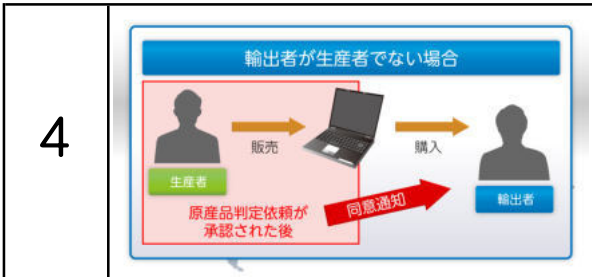 4
輸出者が生産者でない場合
販売
購入
生産者
輸出者
同意通知
原産品判定依頼が
承認された後